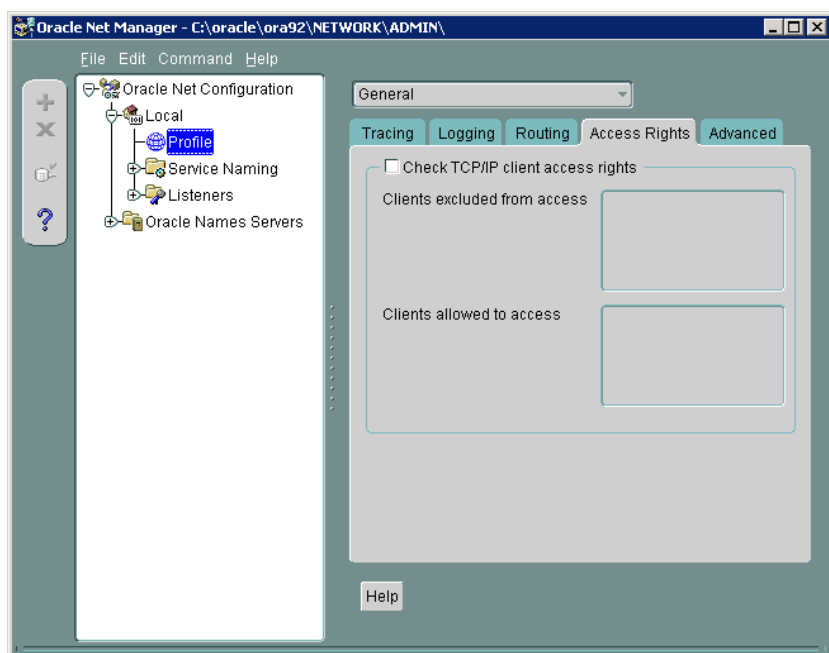 Oracle Net Manager - C:\oracle\ora92\NETWORK\ADMIN\
File Edit Command Help
Oracle Net Configuration
Local
Profile
Service Naming
Listeners
Oracle Names Servers
General
Tracing Logging Routing Access Rights Advanced
Check TCP/IP client access rights
Clients excluded from access
Clients allowed to access
Help